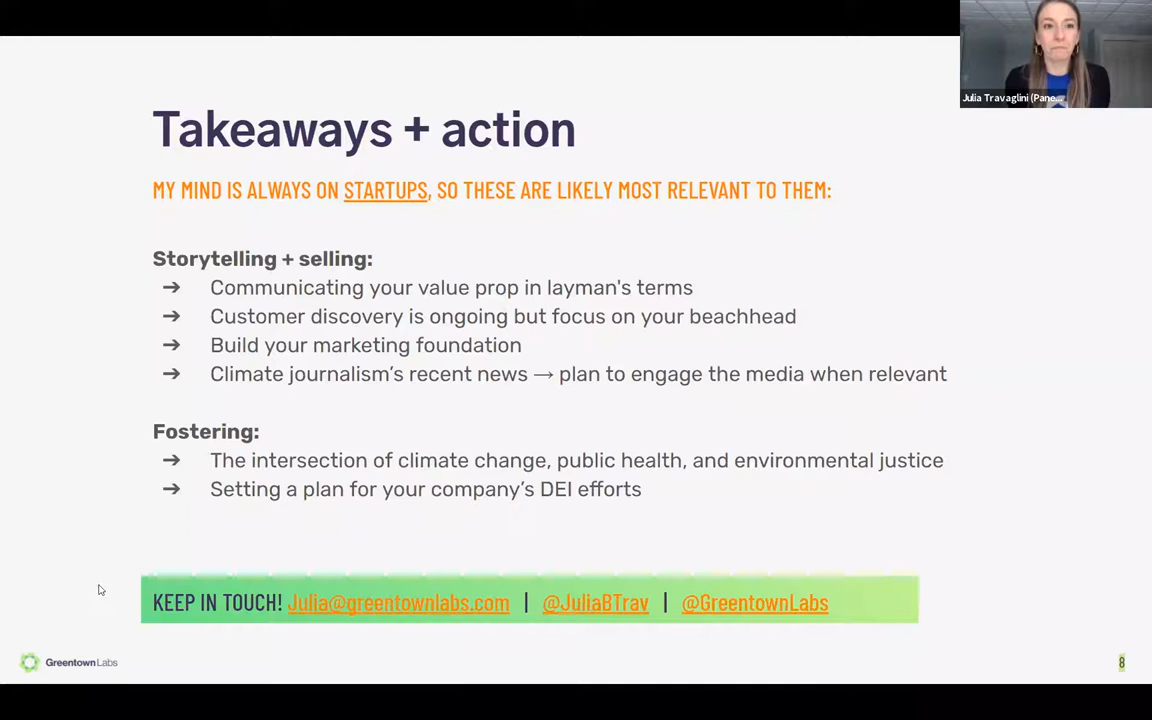 Julia Travaglini (Pane...
Takeaways + action
MY MIND IS ALWAYS ON STARTUPS, SO THESE ARE LIKELY MOST RELEVANT TO THEM:
Storytelling + selling:
➔ Communicating your value prop in layman's terms
➔ Customer discovery is ongoing but focus on your beachhead
➔ Build your marketing foundation
➔ Climate journalism’s recent news → plan to engage the media when relevant
Fostering:
➔ The intersection of climate change, public health, and environmental justice
➔ Setting a plan for your company’s DEI efforts
KEEP IN TOUCH! Julia@greentownlabs.com | @JuliaBTrav | @GreentownLabs
Greentown Labs
8